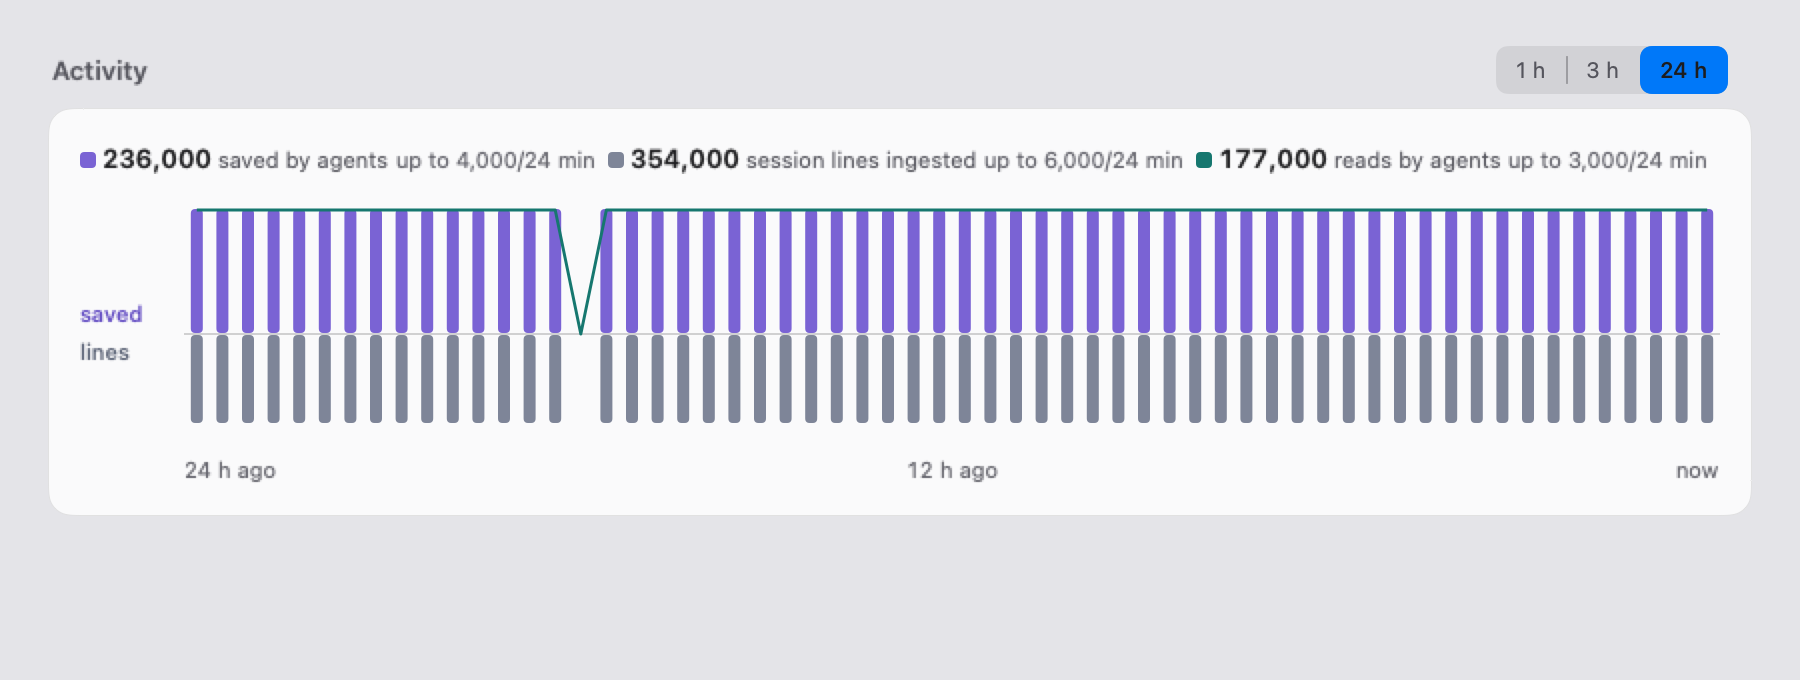 Activity
1 h
3 h
24 h
236,000 saved by agents up to 4,000/24 min
354,000 session lines ingested up to 6,000/24 min
177,000 reads by agents up to 3,000/24 min
saved
lines
24 h ago
12 h ago
now